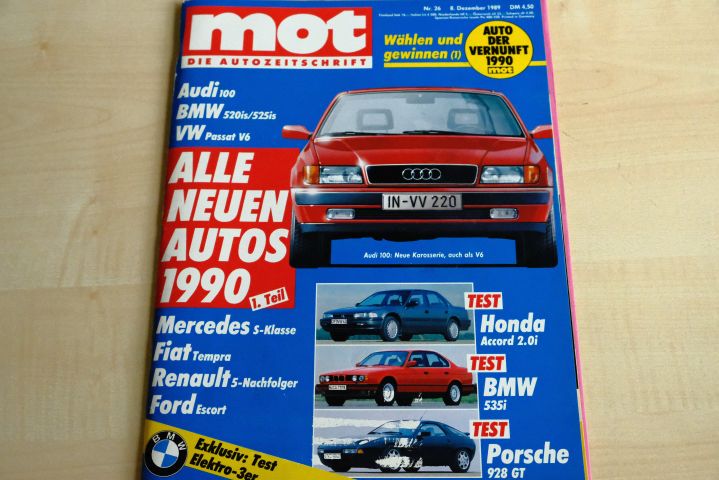 Nr. 26 8. Dezember 1989 DM 4,50
mot
DIE AUTOZEITSCHRIFT
Wählen und
gewinnen (1)
AUTO
DER
VERNUNFT
1990
mot
Audi 100
BMW 520is/525is
VW Passat V6
ALLE
NEUEN
AUTOS
1990
1. Teil
IN-VV 220
Audi 100: Neue Karosserie, auch als V6
Mercedes S-Klasse
Fiat Tempra
Renault 5-Nachfolger
Ford Escort
TEST
Honda
Accord 2.0i
TEST
BMW
535i
TEST
Porsche
928 GT
BMW
Exklusiv: Test
Elektro-3er